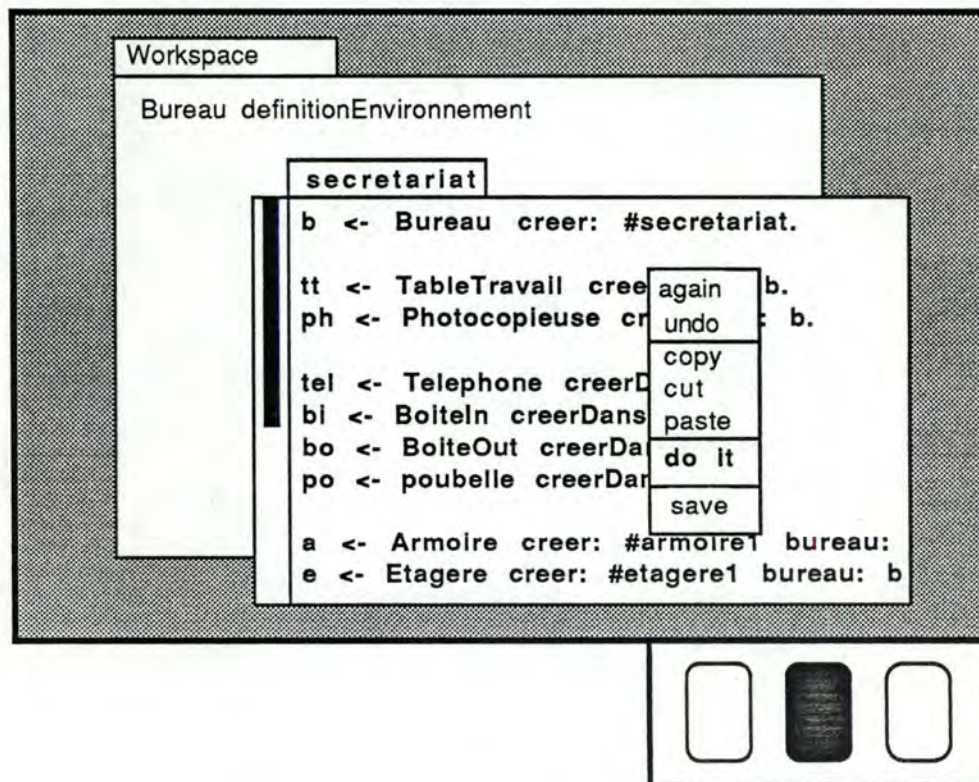 Workspace
Bureau definitionEnvironnement
secretariat
b <- Bureau creer: #secretariat.
tt <- TableTravail cree b.
ph <- Photocopieuse cr : b.
tel <- Telephone creerD
bi <- BoiteIn creerDans
bo <- BoiteOut creerDa
po <- poubelle creerDar
a <- Armoire creer: #armoire1 bureau:
e <- Etagere creer: #etagere1 bureau: b
again
undo
copy
cut
paste
do it
save